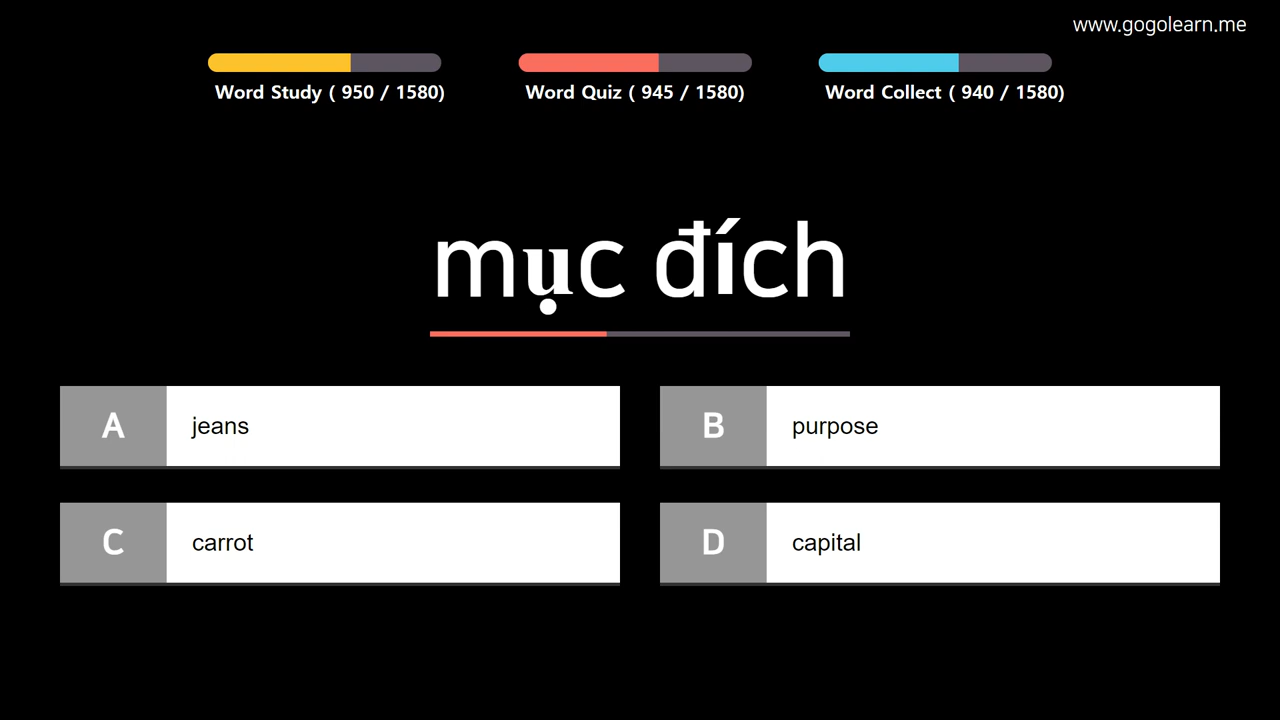 www.gogolearn.me
Word Study ( 950 / 1580)
Word Quiz ( 945 / 1580)
Word Collect ( 940 / 1580)
mục đích
A
jeans
B
purpose
C
carrot
D
capital